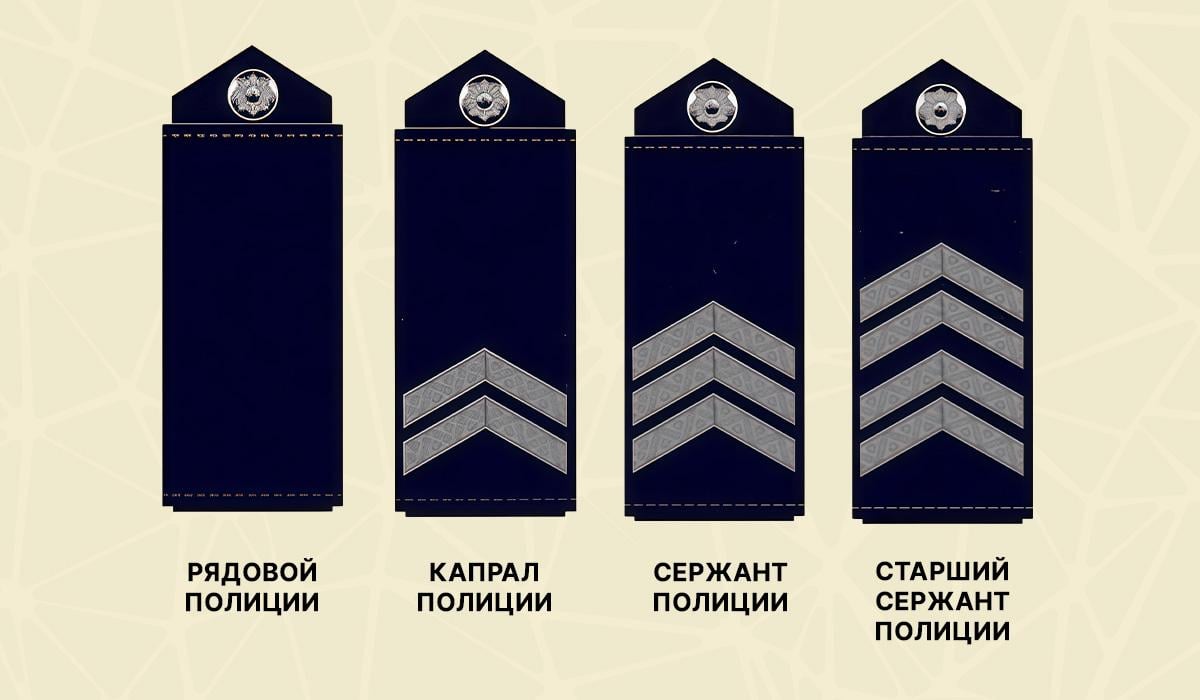 РЯДОВОЙ
ПОЛИЦИИ
КАПРАЛ
ПОЛИЦИИ
СЕРЖАНТ
ПОЛИЦИИ
СТАРШИЙ
СЕРЖАНТ
ПОЛИЦИИ